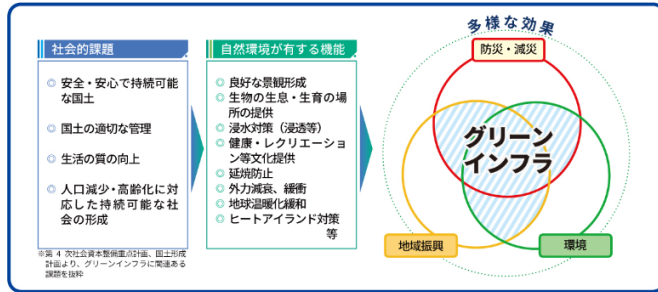 社会的課題
◎ 安全・安心で持続可能
な国土
◎ 国土の適切な管理
◎ 生活の質の向上
◎ 人口減少・高齢化に対
応した持続可能な社
会の形成
※第 4 次社会資本整備重点計画、国土形成
計画より、グリーンインフラに関連ある
課題を抜粋
自然環境が有する機能
◎ 良好な景観形成
◎ 生物の生息・生育の場
所の提供
◎ 浸水対策（浸透等）
◎ 健康・レクリエーショ
ン等文化提供
◎ 延焼防止
◎ 外力減衰、緩衝
◎ 地球温暖化緩和
◎ ヒートアイランド対策
等
多様な効果
防災・減災
グリーン
インフラ
地域振興
環境